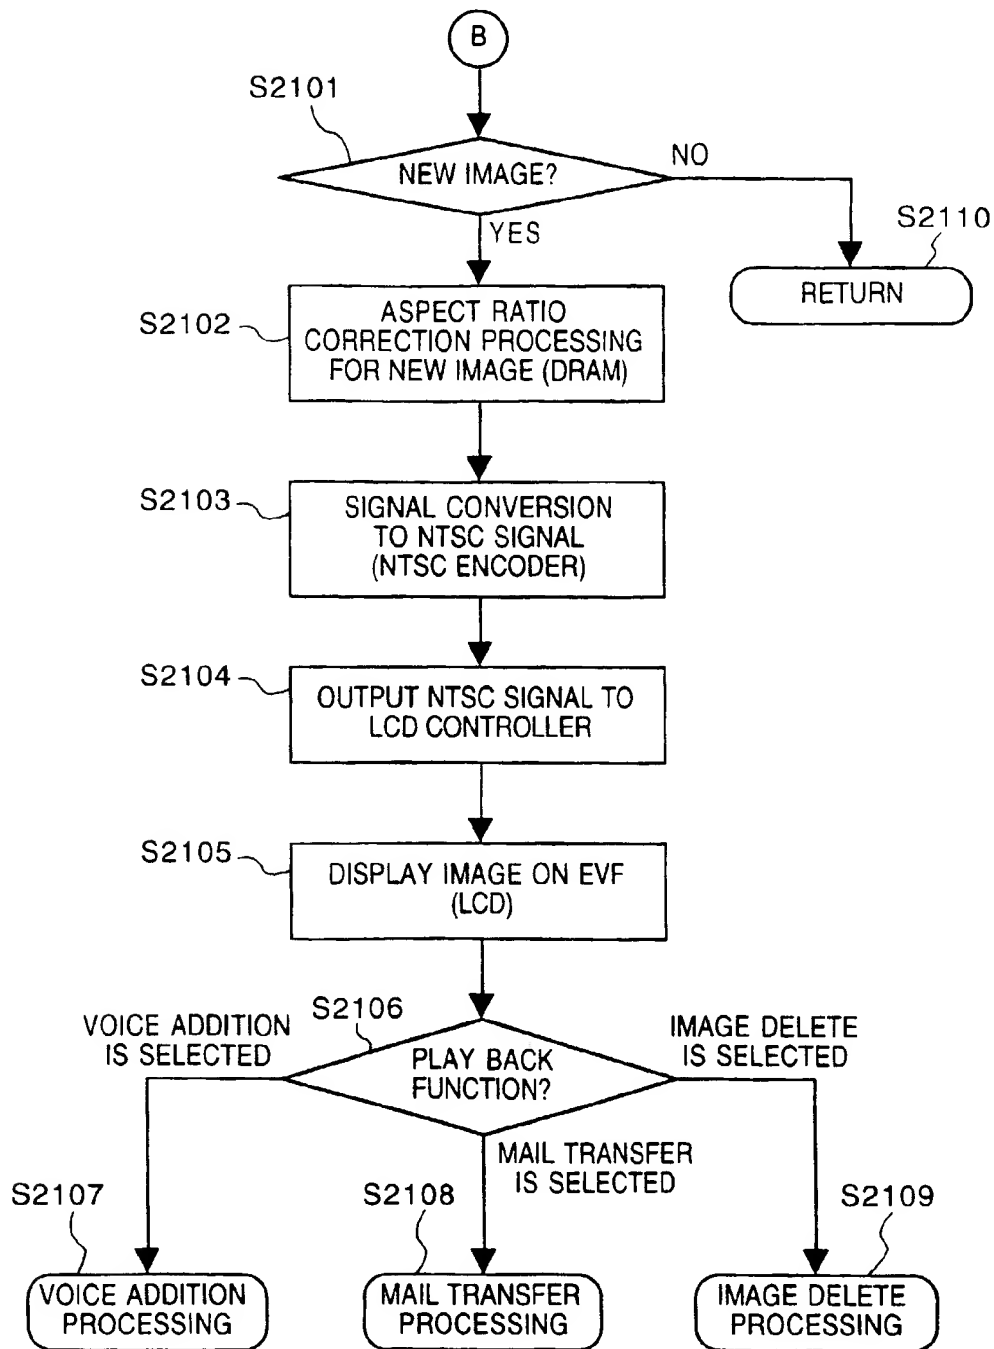 B
S2101
NEW IMAGE?
NO
YES
S2110
RETURN
S2102
ASPECT RATIO
CORRECTION PROCESSING
FOR NEW IMAGE (DRAM)
S2103
SIGNAL CONVERSION
TO NTSC SIGNAL
(NTSC ENCODER)
S2104
OUTPUT NTSC SIGNAL TO
LCD CONTROLLER
S2105
DISPLAY IMAGE ON EVF
(LCD)
S2106
PLAY BACK
FUNCTION?
VOICE ADDITION
IS SELECTED
IMAGE DELETE
IS SELECTED
MAIL TRANSFER
IS SELECTED
S2107
VOICE ADDITION
PROCESSING
S2108
MAIL TRANSFER
PROCESSING
S2109
IMAGE DELETE
PROCESSING